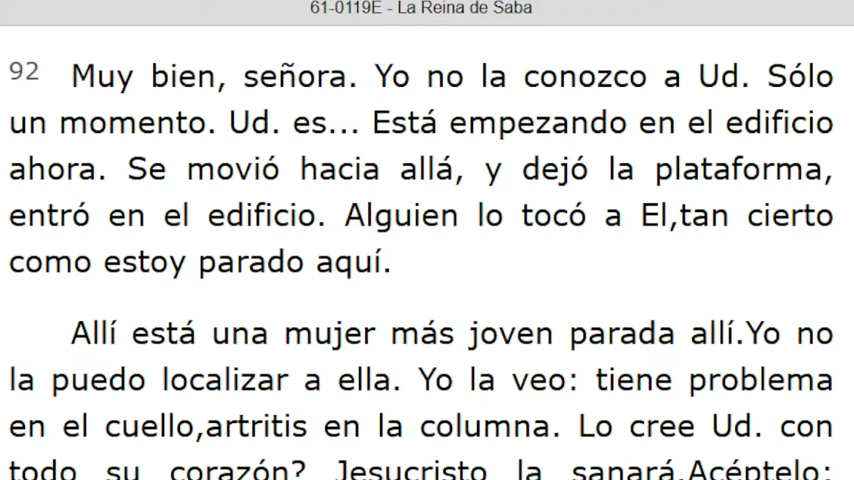 61-0119E - La Reina de Saba
92 Muy bien, señora. Yo no la conozco a Ud. Sólo
un momento. Ud. es... Está empezando en el edificio
ahora. Se movió hacia allá, y dejó la plataforma,
entró en el edificio. Alguien lo tocó a El,tan cierto
como estoy parado aquí.
Allí está una mujer más joven parada allí.Yo no
la puedo localizar a ella. Yo la veo: tiene problema
en el cuello,artritis en la columna. Lo cree Ud. con
todo su corazón? Jesucristo la sanará.Acéptelo;